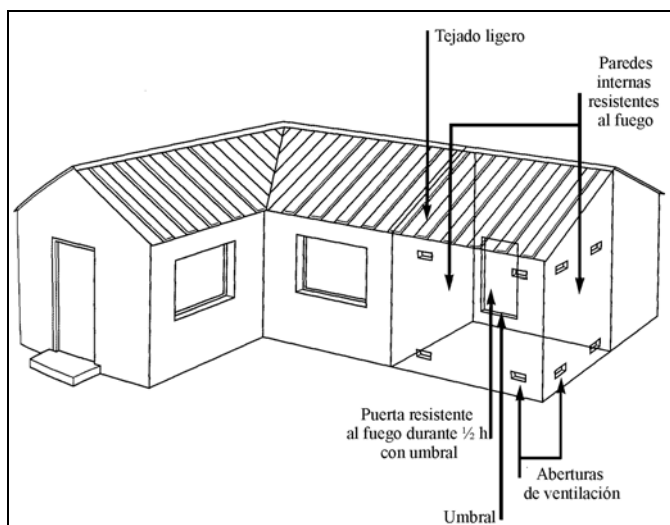 Tejado ligero
Paredes
internas
resistentes
al fuego
Puerta resistente
al fuego durante ½ h
con umbral
Aberturas
de ventilación
Umbral